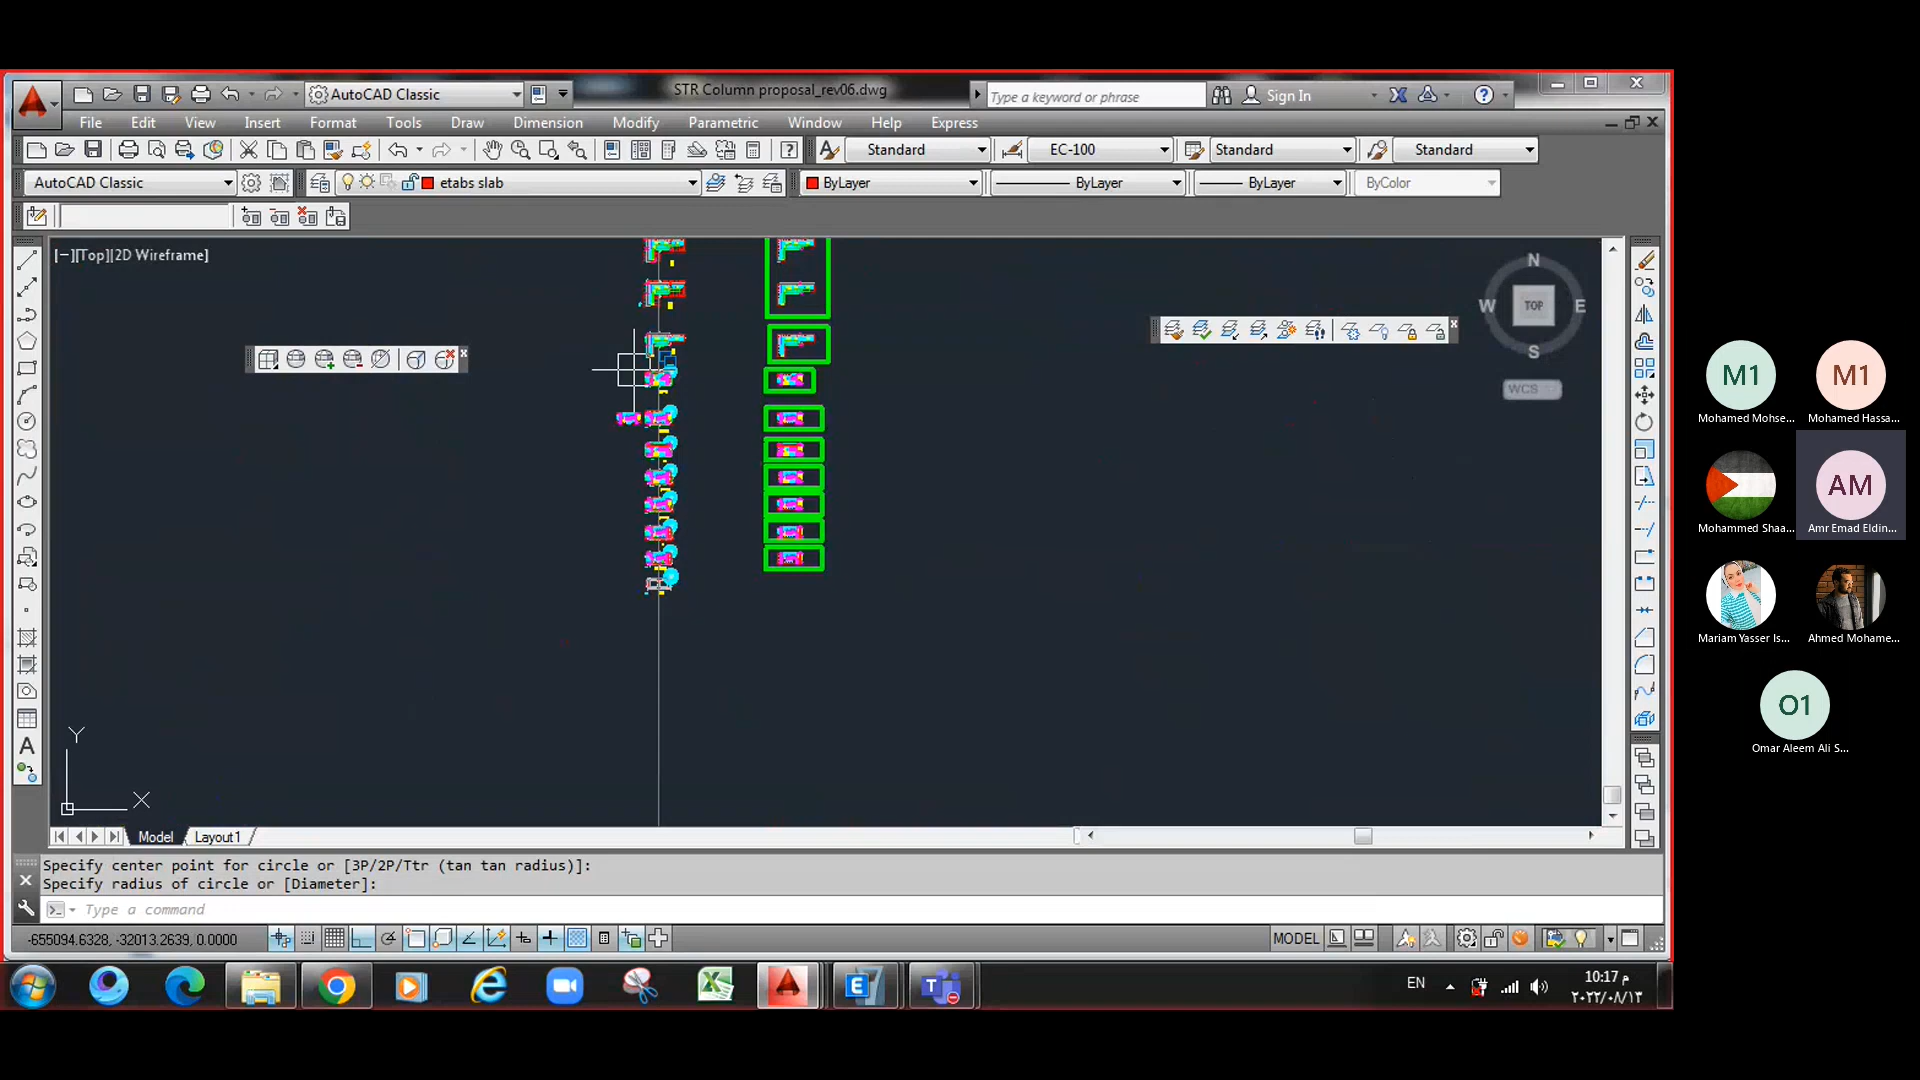 AutoCAD Classic
STR Column proposal_rev06.dwg
Type a keyword or phrase
Sign In
File Edit View Insert Format Tools Draw Dimension Modify Parametric Window Help Express
Standard EC-100 Standard Standard
AutoCAD Classic etabs slab ByLayer ByLayer ByLayer ByColor
[−][Top][2D Wireframe]
N
W TOP E
S
WCS
Y
X
A
Model Layout1
Specify center point for circle or [3P/2P/Ttr (tan tan radius)]:
Specify radius of circle or [Diameter]:
Type a command
-655094.6328, -32013.2639, 0.0000
MODEL
EN
10:17 م
٢٠٢٢/٠٨/١٣
M1 M1
Mohamed Mohse... Mohamed Hassa...
AM
Mohammed Shaa... Amr Emad Eldin...
Mariam Yasser Is... Ahmed Mohame...
O1
Omar Aleem Ali S...